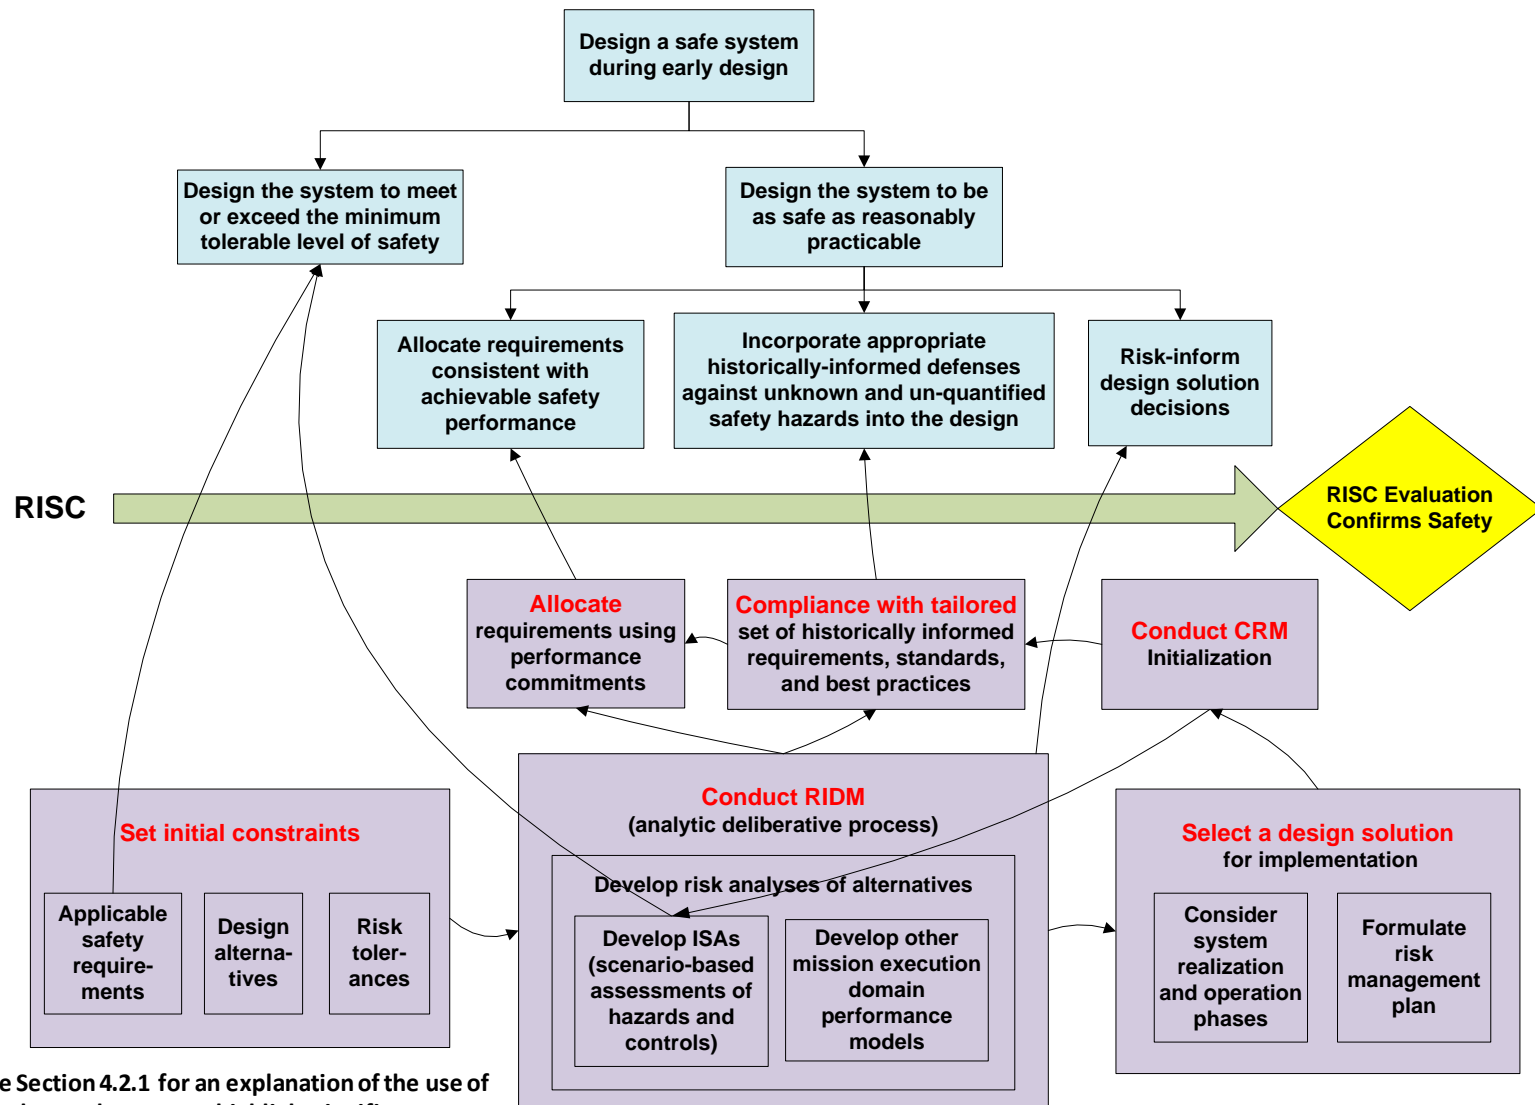 Design a safe system
during early design
Design the system to meet
or exceed the minimum
tolerable level of safety
Design the system to be
as safe as reasonably
practicable
Allocate requirements
consistent with
achievable safety
performance
Incorporate appropriate
historically-informed defenses
against unknown and un-quantified
safety hazards into the design
Risk-inform
design solution
decisions
RISC
RISC Evaluation
Confirms Safety
Allocate
requirements using
performance
commitments
Compliance with tailored
set of historically informed
requirements, standards,
and best practices
Conduct CRM
Initialization
Set initial constraints
Applicable
safety
require-
ments
Design
alterna-
tives
Risk
toler-
ances
Conduct RIDM
(analytic deliberative process)
Develop risk analyses of alternatives
Develop ISAs
(scenario-based
assessments of
hazards and
controls)
Develop other
mission execution
domain
performance
models
Select a design solution
for implementation
Consider
system
realization
and operation
phases
Formulate
risk
management
plan
e Section 4.2.1 for an explanation of the use of